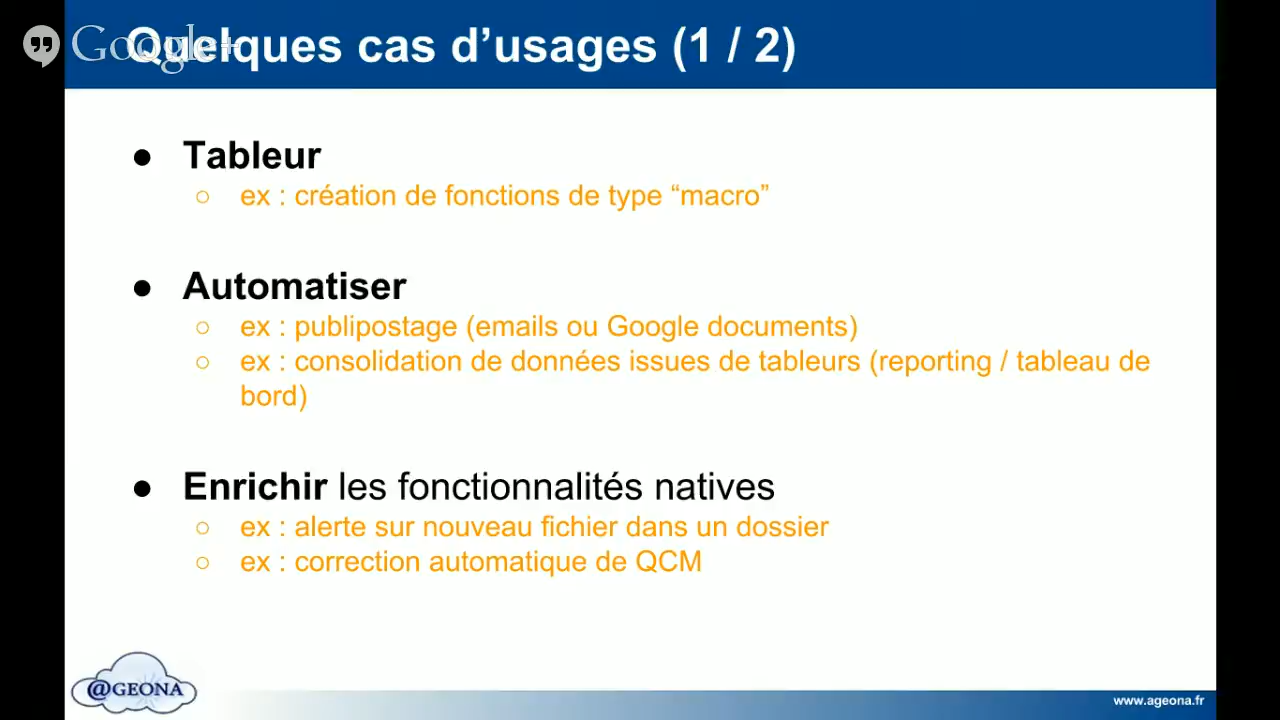 Google+
Quelques cas d’usages (1 / 2)
● Tableur
○ ex : création de fonctions de type “macro”
● Automatiser
○ ex : publipostage (emails ou Google documents)
○ ex : consolidation de données issues de tableurs (reporting / tableau de
bord)
● Enrichir les fonctionnalités natives
○ ex : alerte sur nouveau fichier dans un dossier
○ ex : correction automatique de QCM
@GEONA
www.ageona.fr